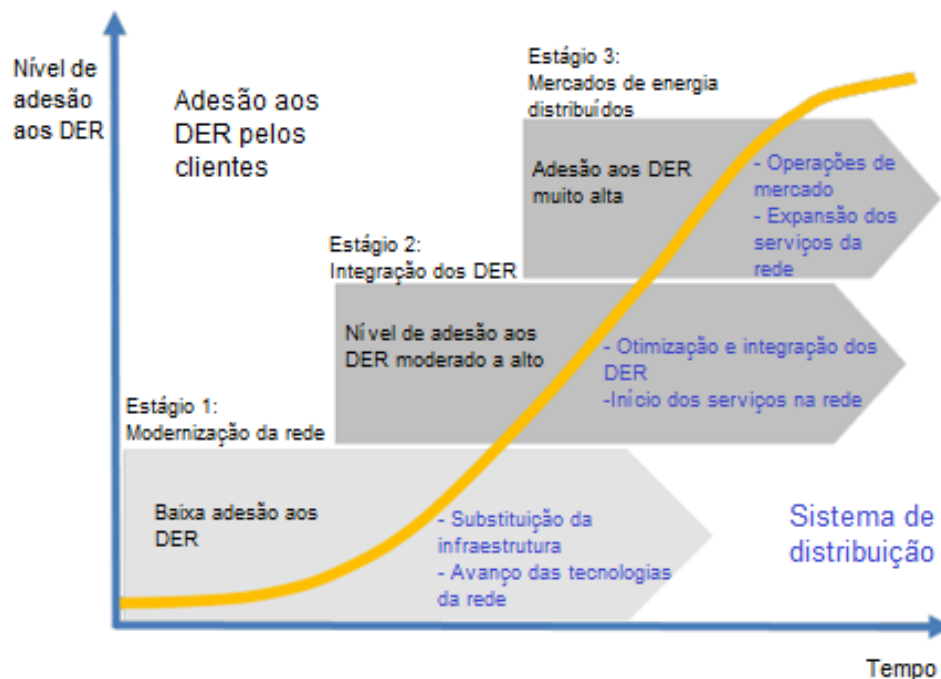 Nível de
adesão
aos DER
Adesão aos
DER pelos
clientes
Estágio 3:
Mercados de energia
distribuídos
Adesão aos DER
muito alta
- Operações de
mercado
- Expansão dos
serviços da
rede
Estágio 2:
Integração dos DER
Nível de adesão aos
DER moderado a alto
- Otimização e integração dos
DER
-Início dos serviços na rede
Estágio 1:
Modernização da rede
Baixa adesão aos
DER
- Substituição da
infraestrutura
- Avanço das tecnologias
da rede
Sistema de
distribuição
Tempo